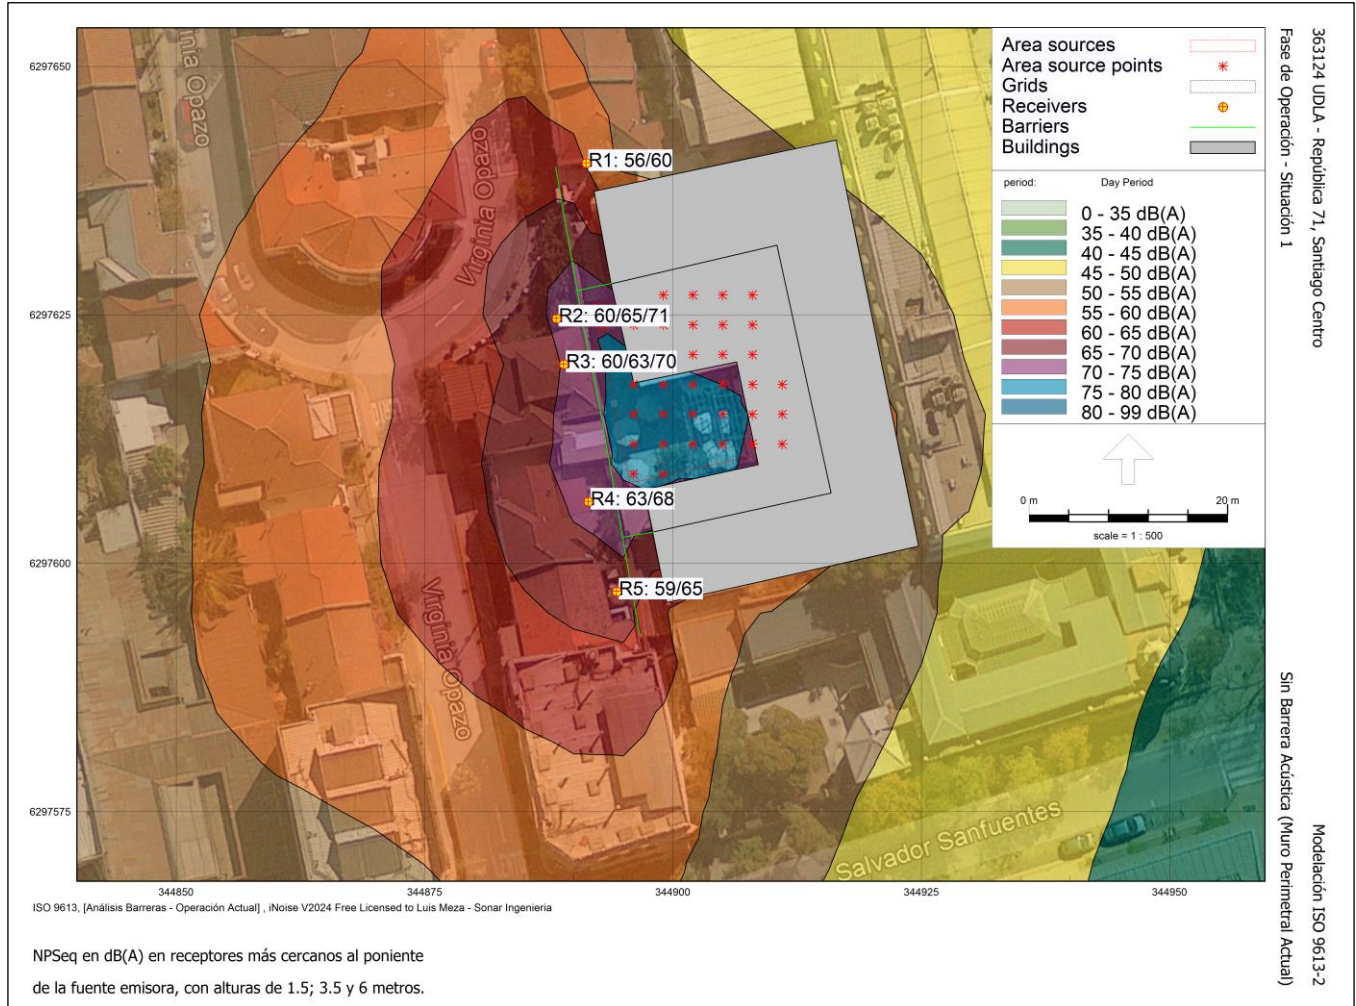 Virginia Opazo
Virginia Opazo
Virginia Opazo
Salvador Sanfuentes
R1: 56/60
R2: 60/65/71
R3: 60/63/70
R4: 63/68
R5: 59/65
6297650
6297625
6297600
6297575
344850
344875
344900
344925
344950
Area sources
Area source points
Grids
Receivers
Barriers
Buildings
period: Day Period
0 - 35 dB(A)
35 - 40 dB(A)
40 - 45 dB(A)
45 - 50 dB(A)
50 - 55 dB(A)
55 - 60 dB(A)
60 - 65 dB(A)
65 - 70 dB(A)
70 - 75 dB(A)
75 - 80 dB(A)
80 - 99 dB(A)
0 m 20 m
scale = 1 : 500
363124 UDLA - República 71, Santiago Centro
Fase de Operación - Situación 1
Modelación ISO 9613-2
Sin Barrera Acústica (Muro Perimetral Actual)
ISO 9613, [Análisis Barreras - Operación Actual] , iNoise V2024 Free Licensed to Luis Meza - Sonar Ingenieria
NPSeq en dB(A) en receptores más cercanos al poniente
de la fuente emisora, con alturas de 1.5; 3.5 y 6 metros.